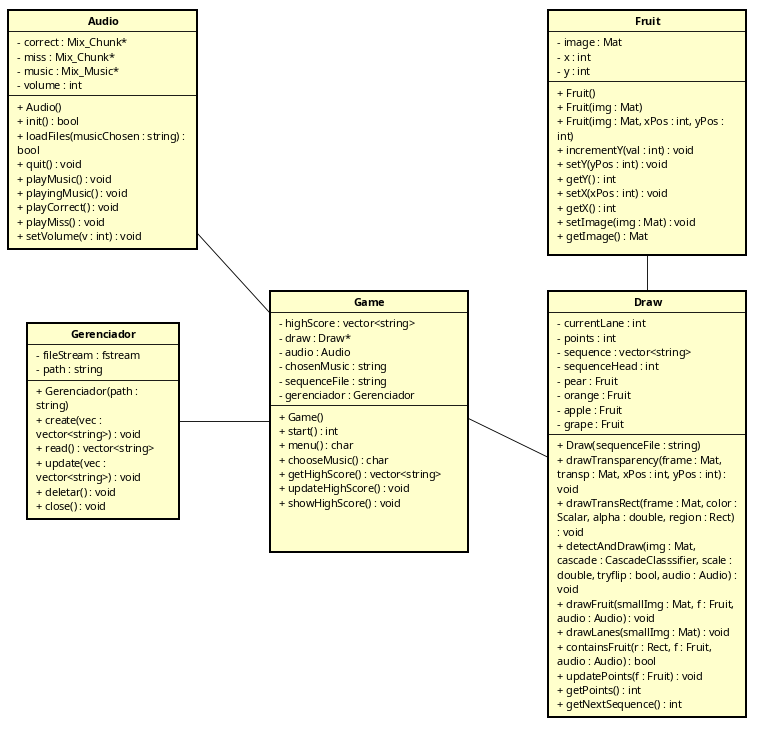 Audio
- correct : Mix_Chunk*
- miss : Mix_Chunk*
- music : Mix_Music*
- volume : int
+ Audio()
+ init() : bool
+ loadFiles(musicChosen : string) :
bool
+ quit() : void
+ playMusic() : void
+ playingMusic() : void
+ playCorrect() : void
+ playMiss() : void
+ setVolume(v : int) : void
Fruit
- image : Mat
- x : int
- y : int
+ Fruit()
+ Fruit(img : Mat)
+ Fruit(img : Mat, xPos : int, yPos :
int)
+ incrementY(val : int) : void
+ setY(yPos : int) : void
+ getY() : int
+ setX(xPos : int) : void
+ getX() : int
+ setImage(img : Mat) : void
+ getImage() : Mat
Gerenciador
- fileStream : fstream
- path : string
+ Gerenciador(path :
string)
+ create(vec :
vector<string>) : void
+ read() : vector<string>
+ update(vec :
vector<string>) : void
+ deletar() : void
+ close() : void
Game
- highScore : vector<string>
- draw : Draw*
- audio : Audio
- chosenMusic : string
- sequenceFile : string
- gerenciador : Gerenciador
+ Game()
+ start() : int
+ menu() : char
+ chooseMusic() : char
+ getHighScore() : vector<string>
+ updateHighScore() : void
+ showHighScore() : void
Draw
- currentLane : int
- points : int
- sequence : vector<string>
- sequenceHead : int
- pear : Fruit
- orange : Fruit
- apple : Fruit
- grape : Fruit
+ Draw(sequenceFile : string)
+ drawTransparency(frame : Mat,
transp : Mat, xPos : int, yPos : int) :
void
+ drawTransRect(frame : Mat, color :
Scalar, alpha : double, region : Rect)
: void
+ detectAndDraw(img : Mat,
cascade : CascadeClasssifier, scale :
double, tryflip : bool, audio : Audio) :
void
+ drawFruit(smallImg : Mat, f : Fruit,
audio : Audio) : void
+ drawLanes(smallImg : Mat) : void
+ containsFruit(r : Rect, f : Fruit,
audio : Audio) : bool
+ updatePoints(f : Fruit) : void
+ getPoints() : int
+ getNextSequence() : int